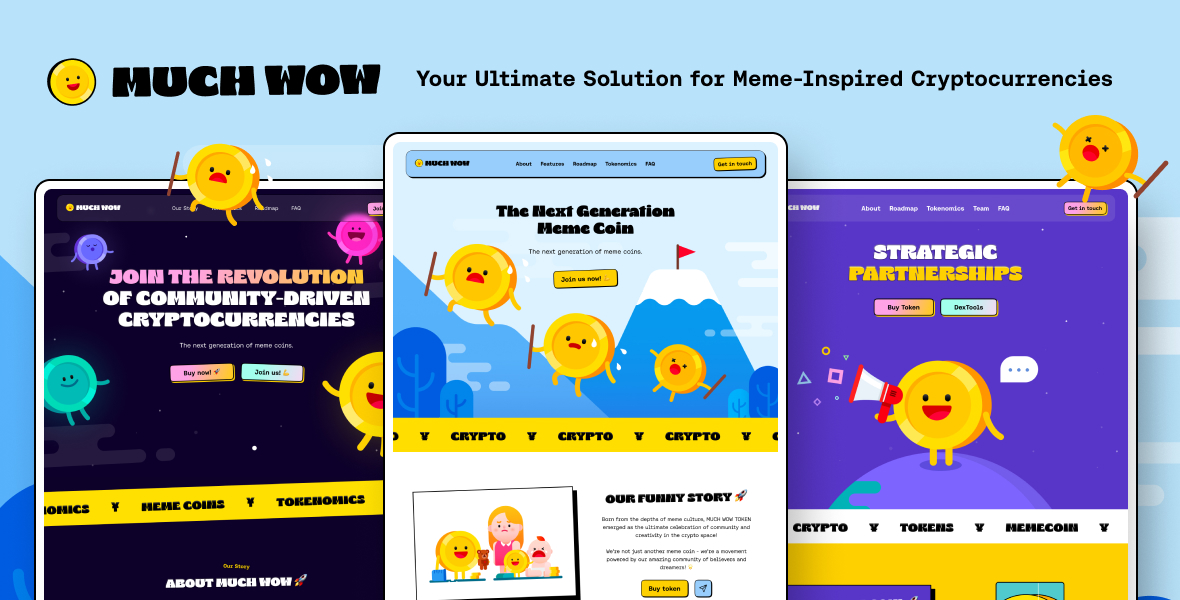 MUCH WOW
Your Ultimate Solution for Meme-Inspired Cryptocurrencies
MUCH WOW
FAQ
JOIN THE REVOLUTION
OF COMMUNITY-DRIVEN
CRYPTOCURRENCIES
The next generation of meme coins.
Buy now! 🚀
Join us! 💪
OMICS MEME COINS TOKENOMICS
Our Story
ABOUT MUCH WOW 🚀
MUCH WOW
About Features Roadmap Tokenomics FAQ
Get in touch
The Next Generation
Meme Coin
The next generation of meme coins.
Join us now!
CRYPTO CRYPTO CRYPTO
OUR FUNNY STORY 🚀
Born from the depths of meme culture, MUCH WOW TOKEN
emerged as the ultimate celebration of community and
creativity in the crypto space!
We're not just another meme coin - we're a movement
powered by our amazing community of believers and
dreamers!
Buy token
WOW
About Roadmap Tokenomics Team FAQ
Get in touch
STRATEGIC
PARTNERSHIPS
Buy Token
DexTools
CRYPTO TOKENS MEMECOIN